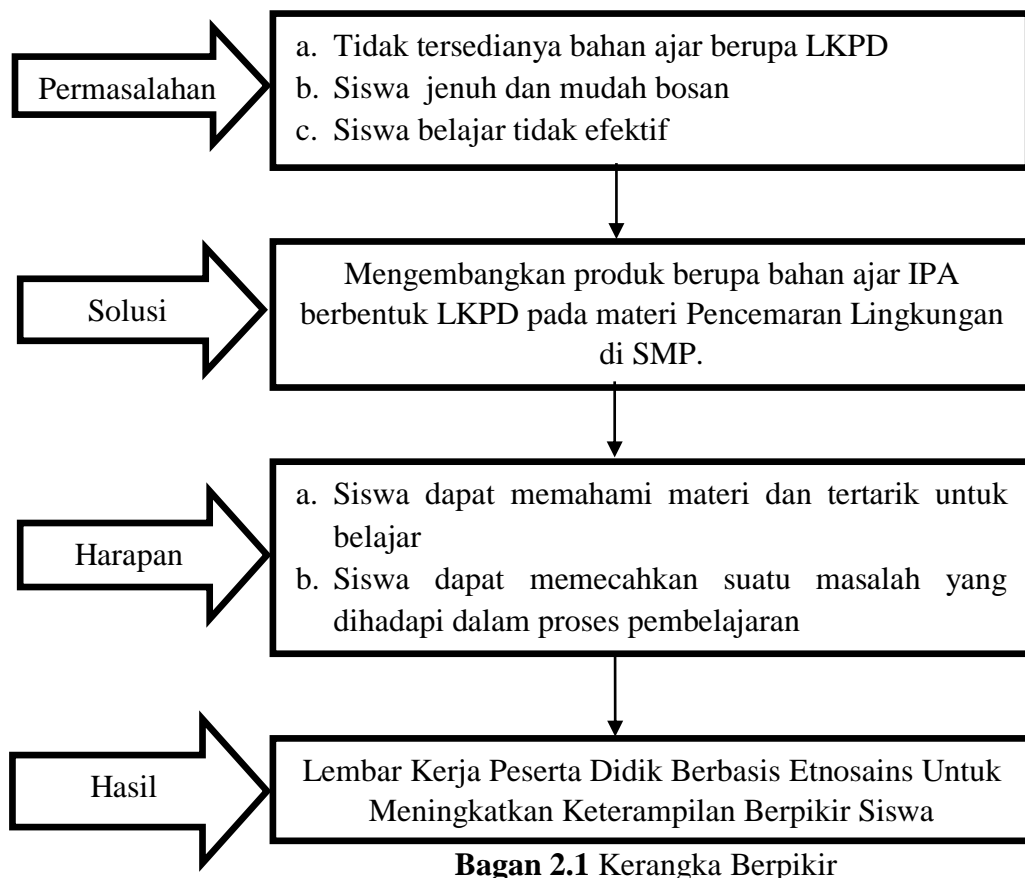 Permasalahan
a. Tidak tersedianya bahan ajar berupa LKPD
b. Siswa jenuh dan mudah bosan
c. Siswa belajar tidak efektif
Solusi
Mengembangkan produk berupa bahan ajar IPA
berbentuk LKPD pada materi Pencemaran Lingkungan
di SMP.
Harapan
a. Siswa dapat memahami materi dan tertarik untuk
belajar
b. Siswa dapat memecahkan suatu masalah yang
dihadapi dalam proses pembelajaran
Hasil
Lembar Kerja Peserta Didik Berbasis Etnosains Untuk
Meningkatkan Keterampilan Berpikir Siswa
Bagan 2.1 Kerangka Berpikir